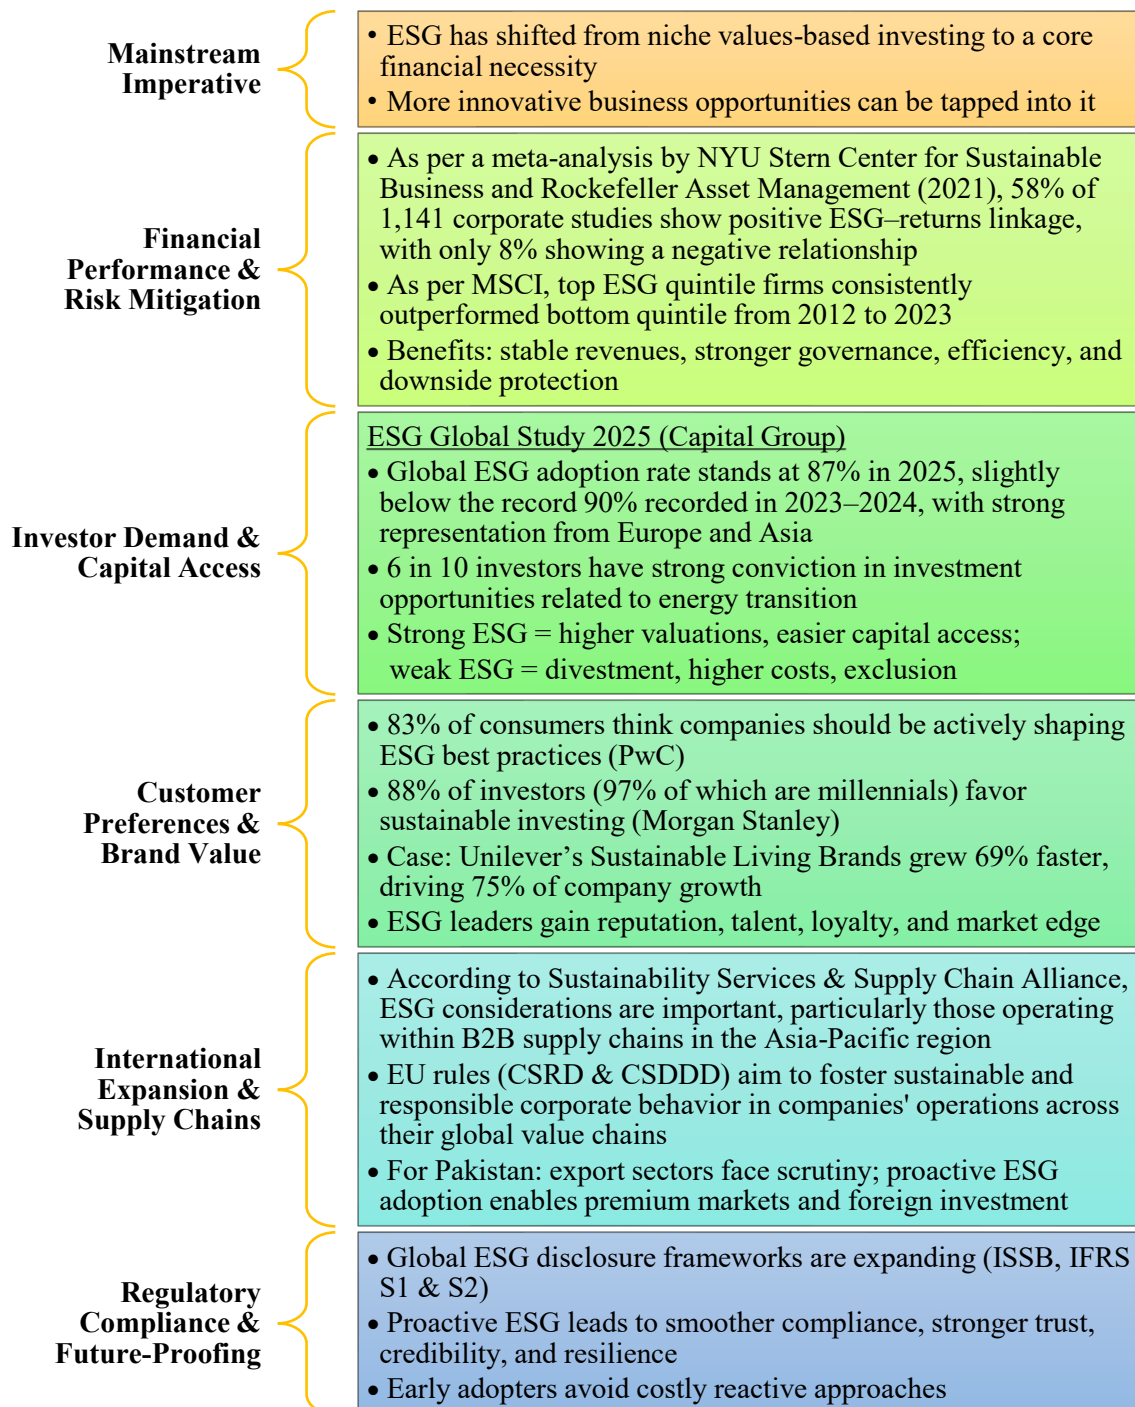 Mainstream
Imperative
• ESG has shifted from niche values-based investing to a core
financial necessity
• More innovative business opportunities can be tapped into it
Financial
Performance &
Risk Mitigation
• As per a meta-analysis by NYU Stern Center for Sustainable
Business and Rockefeller Asset Management (2021), 58% of
1,141 corporate studies show positive ESG–returns linkage,
with only 8% showing a negative relationship
• As per MSCI, top ESG quintile firms consistently
outperformed bottom quintile from 2012 to 2023
• Benefits: stable revenues, stronger governance, efficiency, and
downside protection
Investor Demand &
Capital Access
ESG Global Study 2025 (Capital Group)
• Global ESG adoption rate stands at 87% in 2025, slightly
below the record 90% recorded in 2023–2024, with strong
representation from Europe and Asia
• 6 in 10 investors have strong conviction in investment
opportunities related to energy transition
• Strong ESG = higher valuations, easier capital access;
weak ESG = divestment, higher costs, exclusion
Customer
Preferences &
Brand Value
• 83% of consumers think companies should be actively shaping
ESG best practices (PwC)
• 88% of investors (97% of which are millennials) favor
sustainable investing (Morgan Stanley)
• Case: Unilever’s Sustainable Living Brands grew 69% faster,
driving 75% of company growth
• ESG leaders gain reputation, talent, loyalty, and market edge
International
Expansion &
Supply Chains
• According to Sustainability Services & Supply Chain Alliance,
ESG considerations are important, particularly those operating
within B2B supply chains in the Asia-Pacific region
• EU rules (CSRD & CSDDD) aim to foster sustainable and
responsible corporate behavior in companies' operations across
their global value chains
• For Pakistan: export sectors face scrutiny; proactive ESG
adoption enables premium markets and foreign investment
Regulatory
Compliance &
Future-Proofing
• Global ESG disclosure frameworks are expanding (ISSB, IFRS
S1 & S2)
• Proactive ESG leads to smoother compliance, stronger trust,
credibility, and resilience
• Early adopters avoid costly reactive approaches